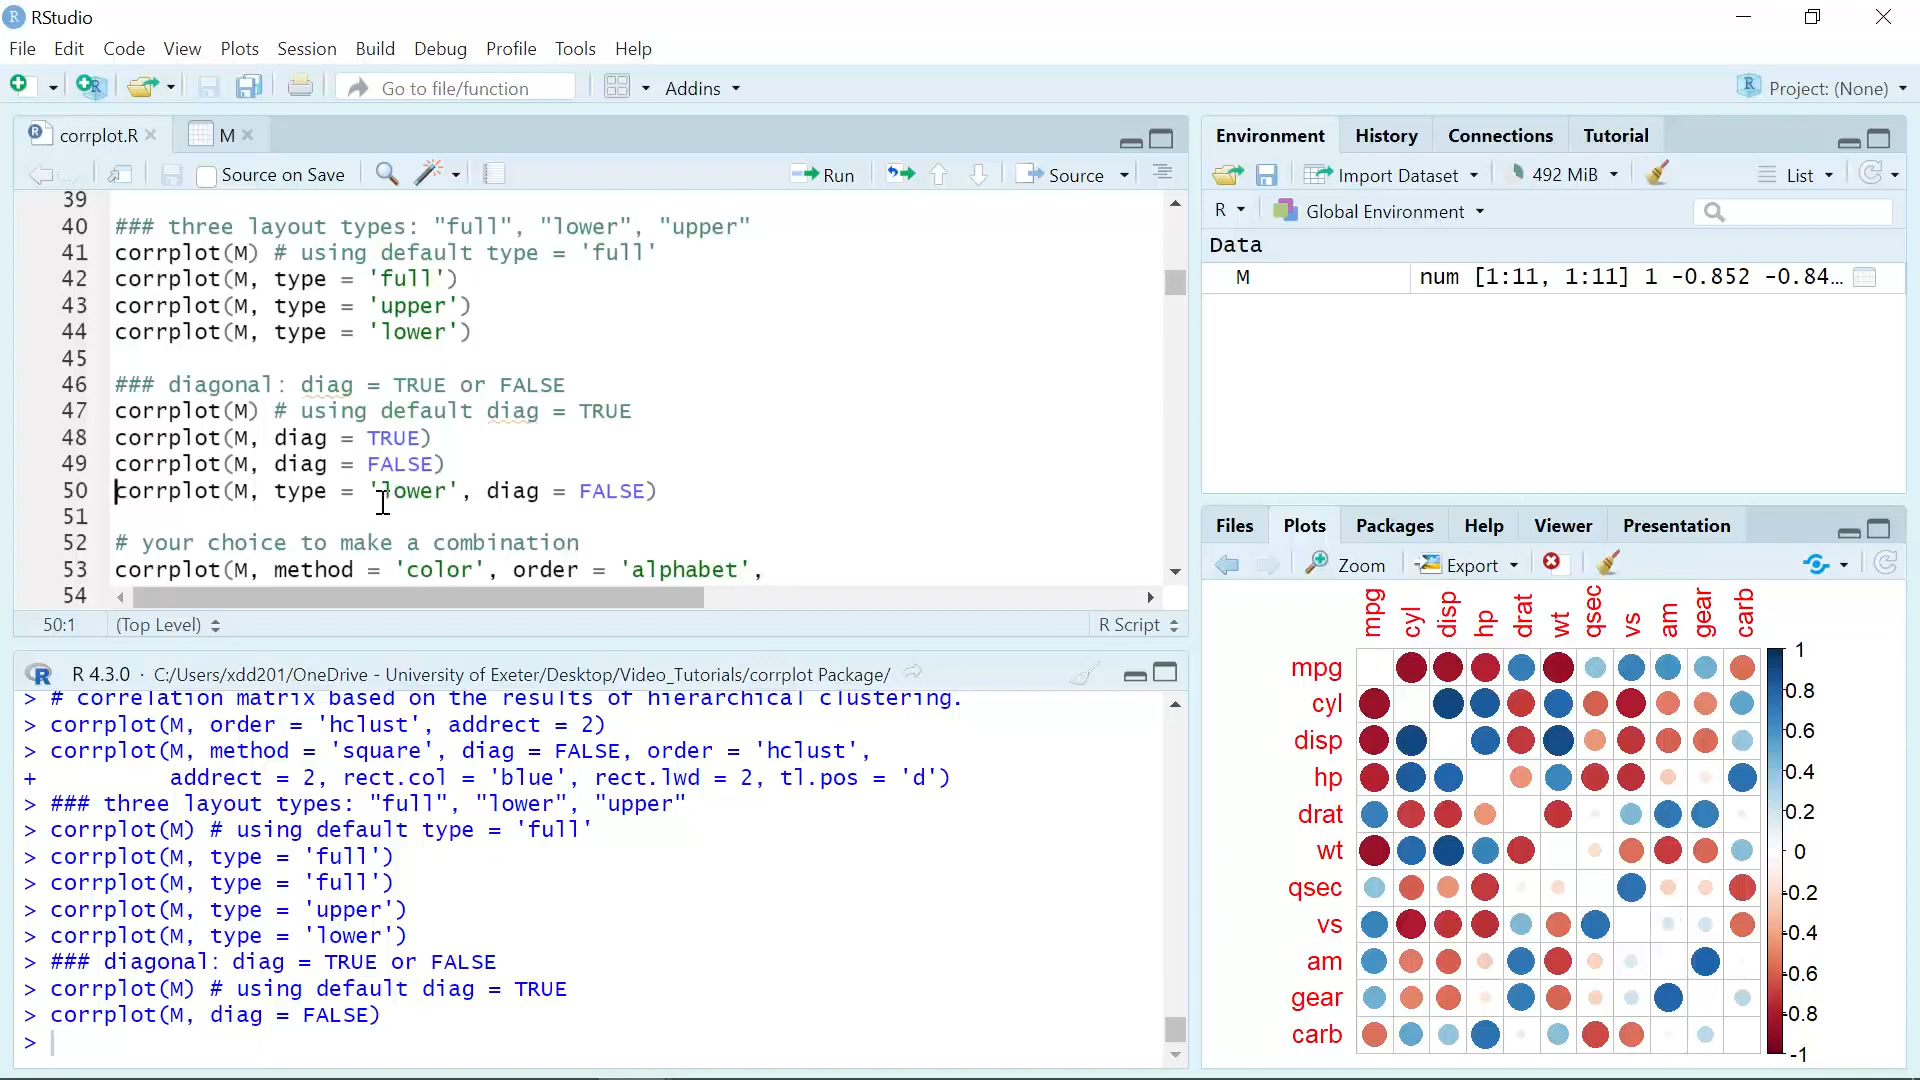 RStudio
File Edit Code View Plots Session Build Debug Profile Tools Help
Go to file/function Addins Project: (None)
corrplot.R M
Source on Save Run Source
39
40 ### three layout types: "full", "lower", "upper"
41 corrplot(M) # using default type = 'full'
42 corrplot(M, type = 'full')
43 corrplot(M, type = 'upper')
44 corrplot(M, type = 'lower')
45
46 ### diagonal: diag = TRUE or FALSE
47 corrplot(M) # using default diag = TRUE
48 corrplot(M, diag = TRUE)
49 corrplot(M, diag = FALSE)
50 corrplot(M, type = 'lower', diag = FALSE)
51
52 # your choice to make a combination
53 corrplot(M, method = 'color', order = 'alphabet',
54
50:1 (Top Level) R Script
R 4.3.0 · C:/Users/xdd201/OneDrive - University of Exeter/Desktop/Video_Tutorials/corrplot Package/
> # correlation matrix based on the results of hierarchical clustering.
> corrplot(M, order = 'hclust', addrect = 2)
> corrplot(M, method = 'square', diag = FALSE, order = 'hclust',
+ addrect = 2, rect.col = 'blue', rect.lwd = 2, tl.pos = 'd')
> ### three layout types: "full", "lower", "upper"
> corrplot(M) # using default type = 'full'
> corrplot(M, type = 'full')
> corrplot(M, type = 'full')
> corrplot(M, type = 'upper')
> corrplot(M, type = 'lower')
> ### diagonal: diag = TRUE or FALSE
> corrplot(M) # using default diag = TRUE
> corrplot(M, diag = FALSE)
>
Environment History Connections Tutorial
Import Dataset 492 MiB List
R Global Environment
Data
M num [1:11, 1:11] 1 -0.852 -0.84…
Files Plots Packages Help Viewer Presentation
Zoom Export
mpg cyl disp hp drat wt qsec vs am gear carb
mpg
cyl
disp
hp
drat
wt
qsec
vs
am
gear
carb
1
0.8
0.6
0.4
0.2
0
-0.2
-0.4
-0.6
-0.8
-1